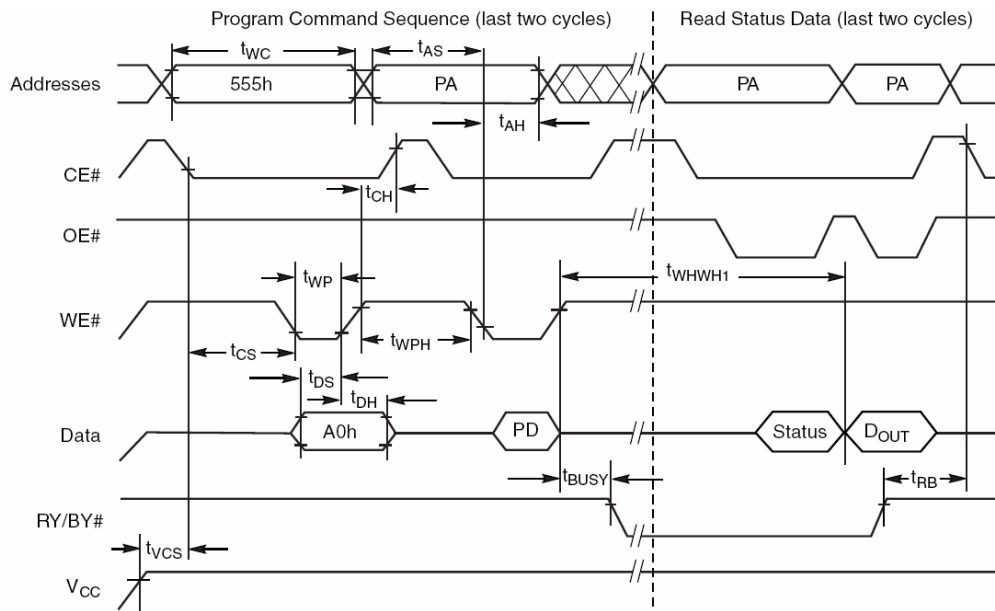 Program Command Sequence (last two cycles)
Read Status Data (last two cycles)
tWC
tAS
Addresses
555h
PA
PA
PA
tAH
CE#
tCH
OE#
tWP
tWHWH1
WE#
tCS
tWPH
tDS
tDH
Data
A0h
PD
Status
DOUT
tBUSY
tRB
RY/BY#
tVCS
VCC